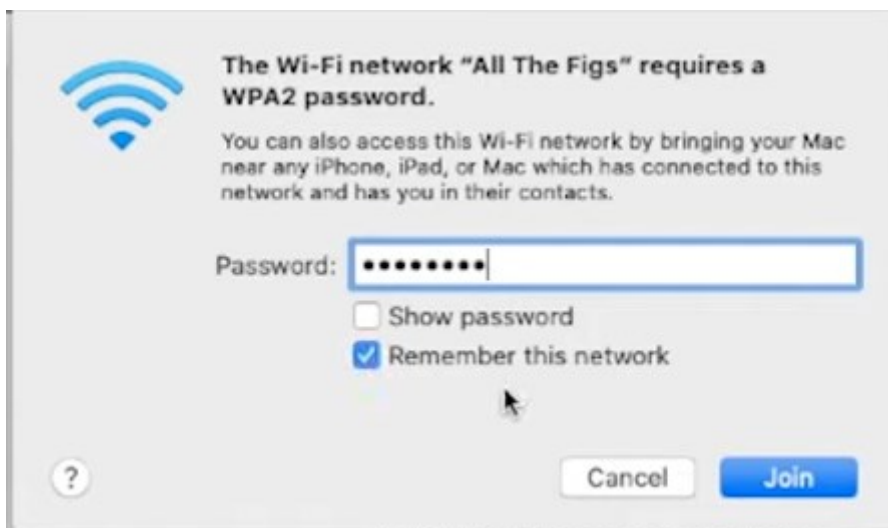 The Wi-Fi network “All The Figs” requires a
WPA2 password.
You can also access this Wi-Fi network by bringing your Mac
near any iPhone, iPad, or Mac which has connected to this
network and has you in their contacts.
Password: ••••••••
Show password
Remember this network
?
Cancel
Join